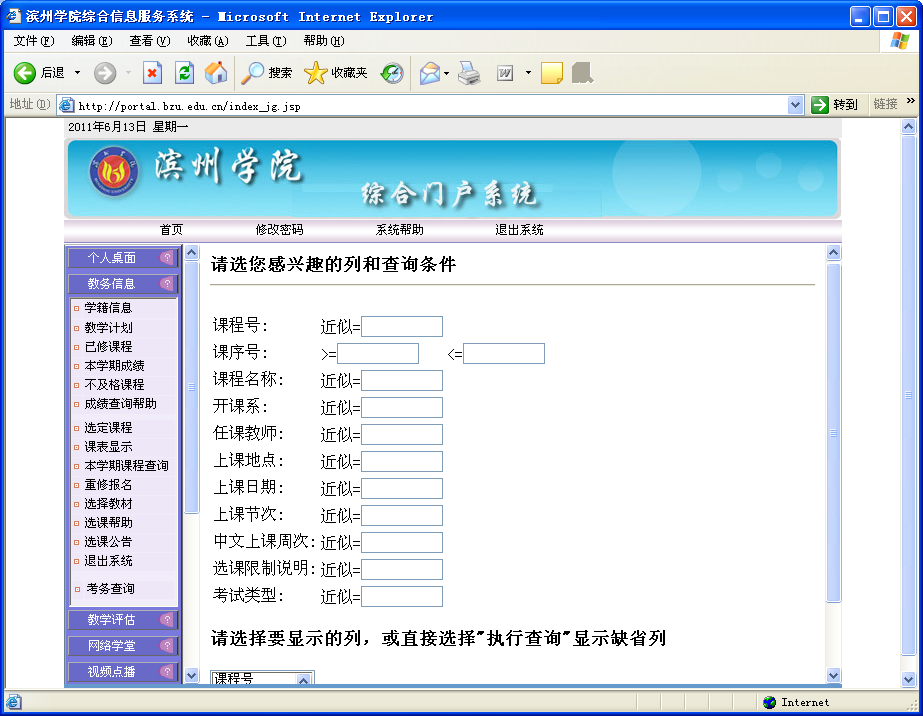 滨州学院综合信息服务系统 - Microsoft Internet Explorer
文件(F) 编辑(E) 查看(V) 收藏(A) 工具(T) 帮助(H)
后退 搜索 收藏夹
地址(D) http://portal.bzu.edu.cn/index_jg.jsp 转到 链接 »
2011年6月13日 星期一
滨州学院
综合门户系统
首页 修改密码 系统帮助 退出系统
个人桌面
教务信息
学籍信息
教学计划
已修课程
本学期成绩
不及格课程
成绩查询帮助
选定课程
课表显示
本学期课程查询
重修报名
选择教材
选课帮助
选课公告
退出系统
考务查询
教学评估
网络学堂
视频点播
请选您感兴趣的列和查询条件
课程号: 近似=
课序号: >= <=
课程名称: 近似=
开课系: 近似=
任课教师: 近似=
上课地点: 近似=
上课日期: 近似=
上课节次: 近似=
中文上课周次: 近似=
选课限制说明: 近似=
考试类型: 近似=
请选择要显示的列，或直接选择"执行查询"显示缺省列
课程号
Internet